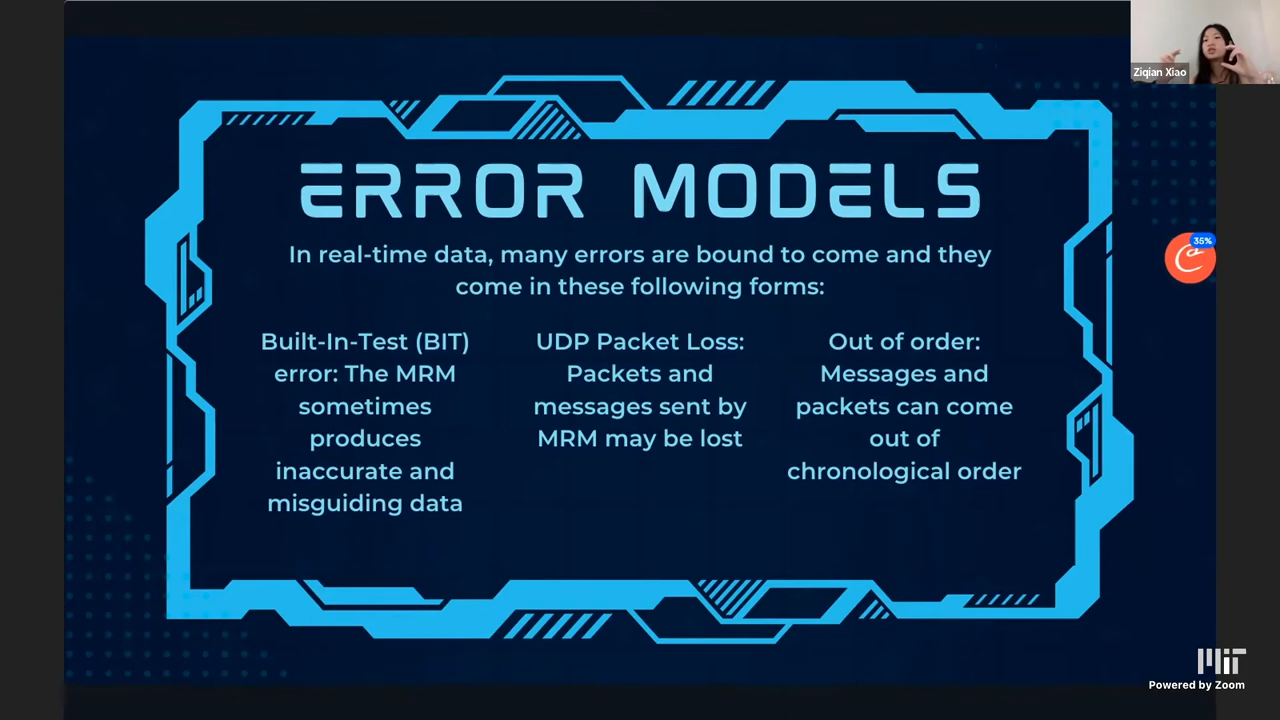 Ziqian Xiao
ERROR MODELS
In real-time data, many errors are bound to come and they
come in these following forms:
Built-In-Test (BIT)
error: The MRM
sometimes
produces
inaccurate and
misguiding data
UDP Packet Loss:
Packets and
messages sent by
MRM may be lost
Out of order:
Messages and
packets can come
out of
chronological order
35%
MIT
Powered by Zoom